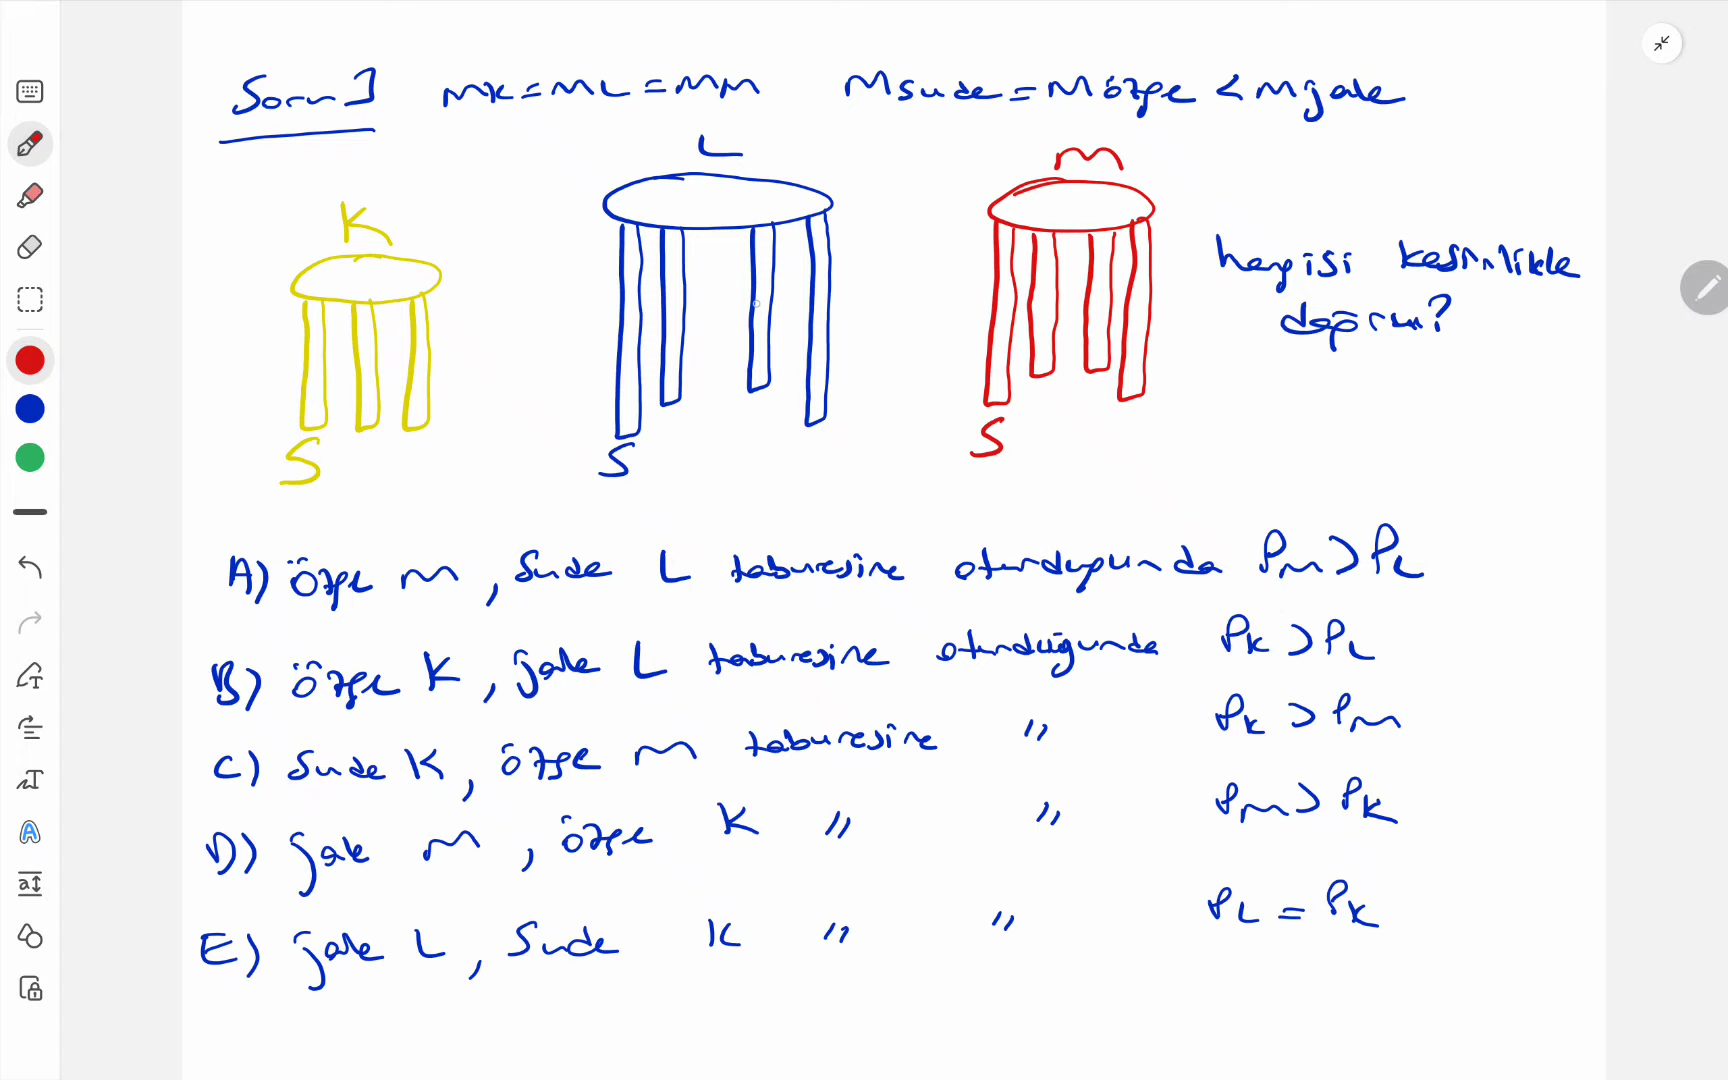 Soru 1 mK = mL = mM mSude = mÖzge < mJale
L
M
K
hangisi kesinlikle
doğrudur?
S
S
S
A) Özge M, Sude L taburesine oturduğunda PM > PL
B) Özge K, Jale L taburesine oturduğunda PK > PL
C) Sude K, Özge M taburesine " PK > PM
D) Jale M, Özge K " " PM > PK
E) Jale L, Sude K " " PL = PK